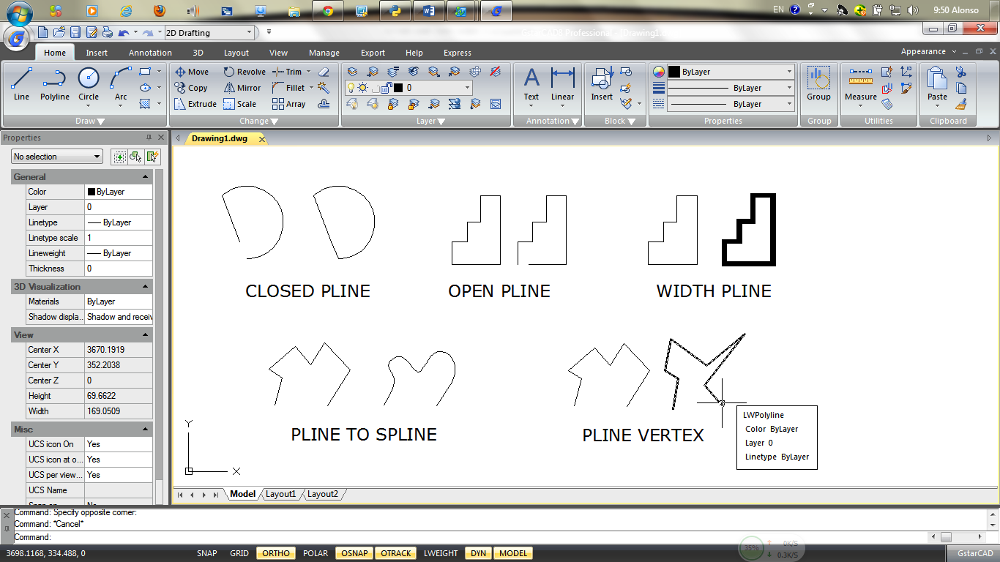 EN
9:50 Alonso
2D Drafting
GstarCAD8 Professional - [Drawing1.
Home Insert Annotation 3D Layout View Manage Export Help Express
Appearance
Move Revolve Trim
Copy Mirror Fillet
Extrude Scale Array
Line Polyline Circle Arc
0
Text Linear
Insert
ByLayer
ByLayer
ByLayer
Group
Measure
Paste
Draw Change Layer Annotation Block Properties Group Utilities Clipboard
Properties
Drawing1.dwg
No selection
General
Color ByLayer
Layer 0
Linetype ByLayer
Linetype scale 1
Lineweight ByLayer
Thickness 0
3D Visualization
Materials ByLayer
Shadow displa... Shadow and receiv
View
Center X 3670.1919
Center Y 352.2038
Center Z 0
Height 69.6622
Width 169.0509
Misc
UCS icon On Yes
UCS icon at o... Yes
UCS per view... Yes
UCS Name
CLOSED PLINE OPEN PLINE WIDTH PLINE
PLINE TO SPLINE PLINE VERTEX
LWPolyline
Color ByLayer
Layer 0
Linetype ByLayer
Y
X
Model Layout1 Layout2
Command: Specify opposite corner:
Command: *Cancel*
Command:
3698.1168, 334.488, 0
SNAP GRID ORTHO POLAR OSNAP OTRACK LWEIGHT DYN MODEL
35%
0K/S
0.3K/S
GstarCAD